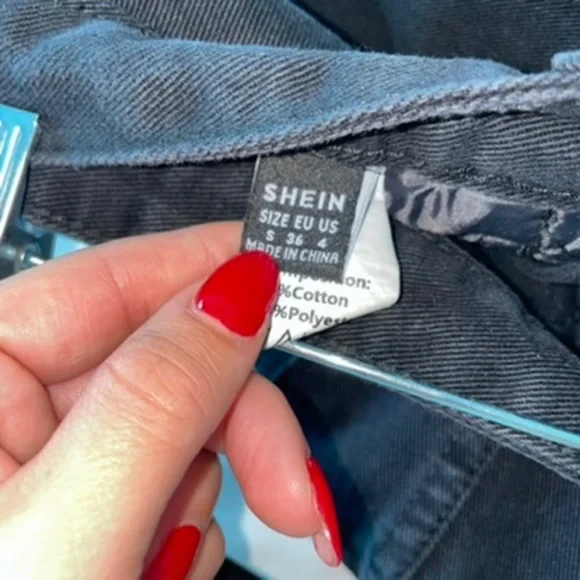 SHEIN
SIZE EU US
S 36 4
MADE IN CHINA
%Cotton